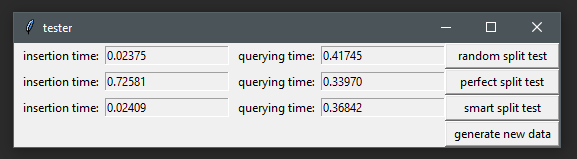 tester
insertion time: 0.02375 querying time: 0.41745 random split test
insertion time: 0.72581 querying time: 0.33970 perfect split test
insertion time: 0.02409 querying time: 0.36842 smart split test
generate new data